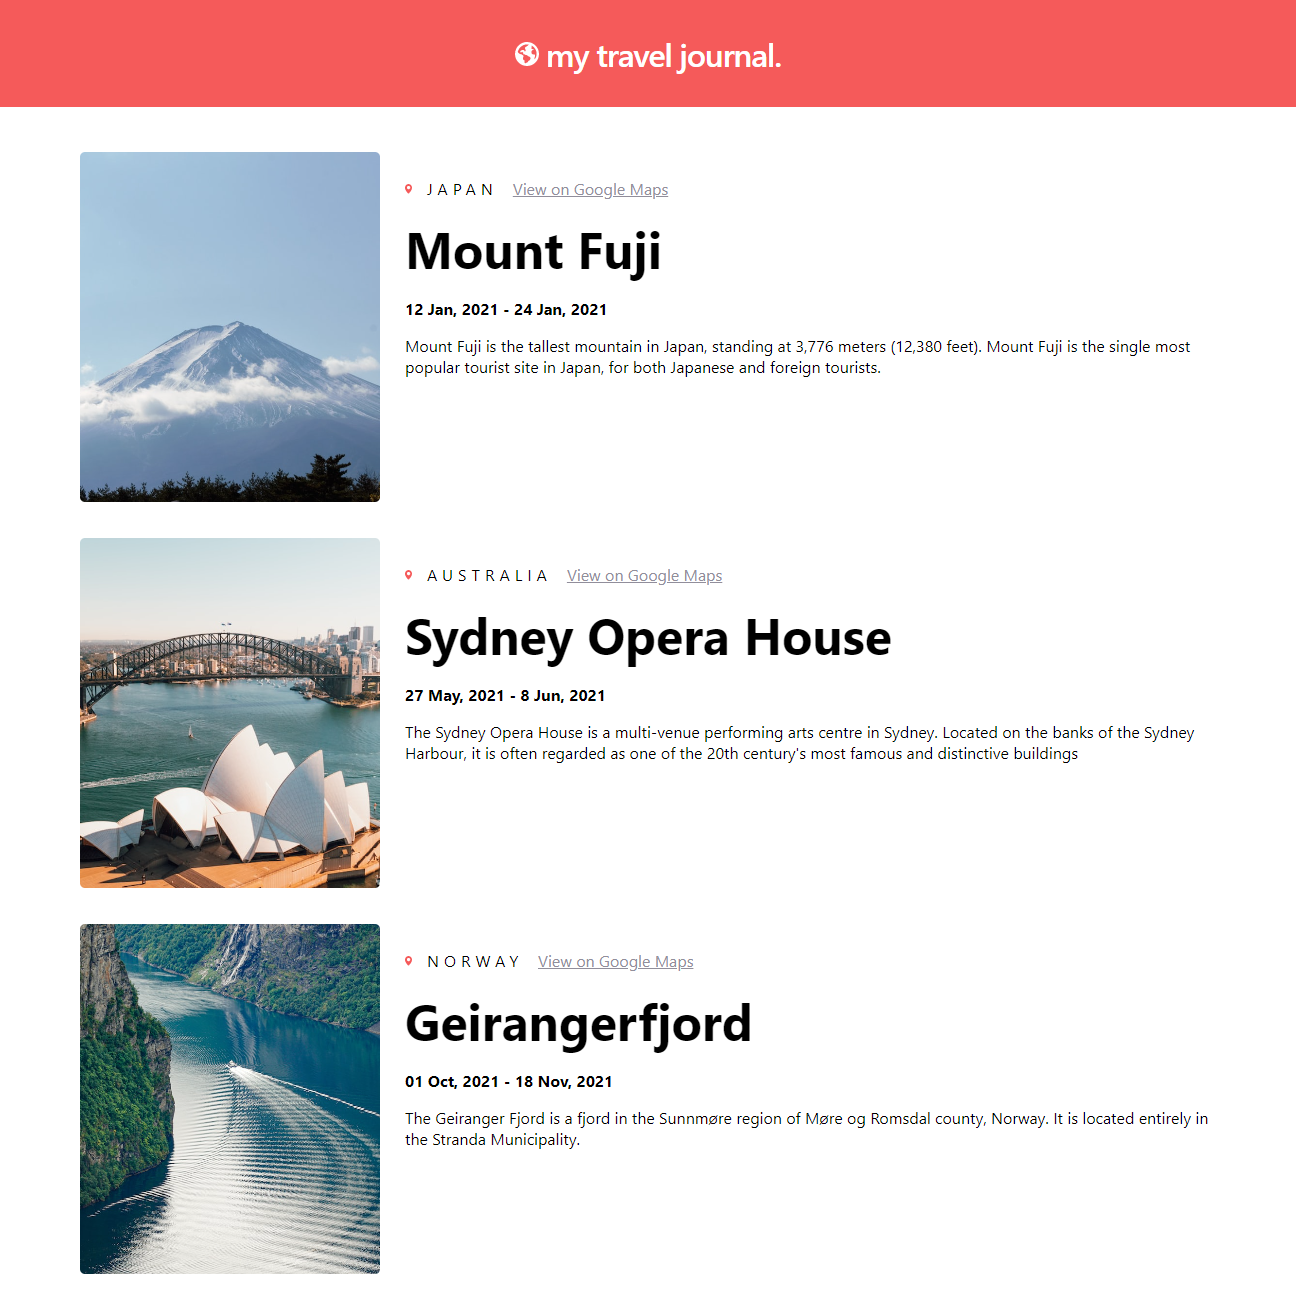 my travel journal.
JAPAN View on Google Maps
Mount Fuji
12 Jan, 2021 - 24 Jan, 2021
Mount Fuji is the tallest mountain in Japan, standing at 3,776 meters (12,380 feet). Mount Fuji is the single most
popular tourist site in Japan, for both Japanese and foreign tourists.
AUSTRALIA View on Google Maps
Sydney Opera House
27 May, 2021 - 8 Jun, 2021
The Sydney Opera House is a multi-venue performing arts centre in Sydney. Located on the banks of the Sydney
Harbour, it is often regarded as one of the 20th century's most famous and distinctive buildings
NORWAY View on Google Maps
Geirangerfjord
01 Oct, 2021 - 18 Nov, 2021
The Geiranger Fjord is a fjord in the Sunnmøre region of Møre og Romsdal county, Norway. It is located entirely in
the Stranda Municipality.